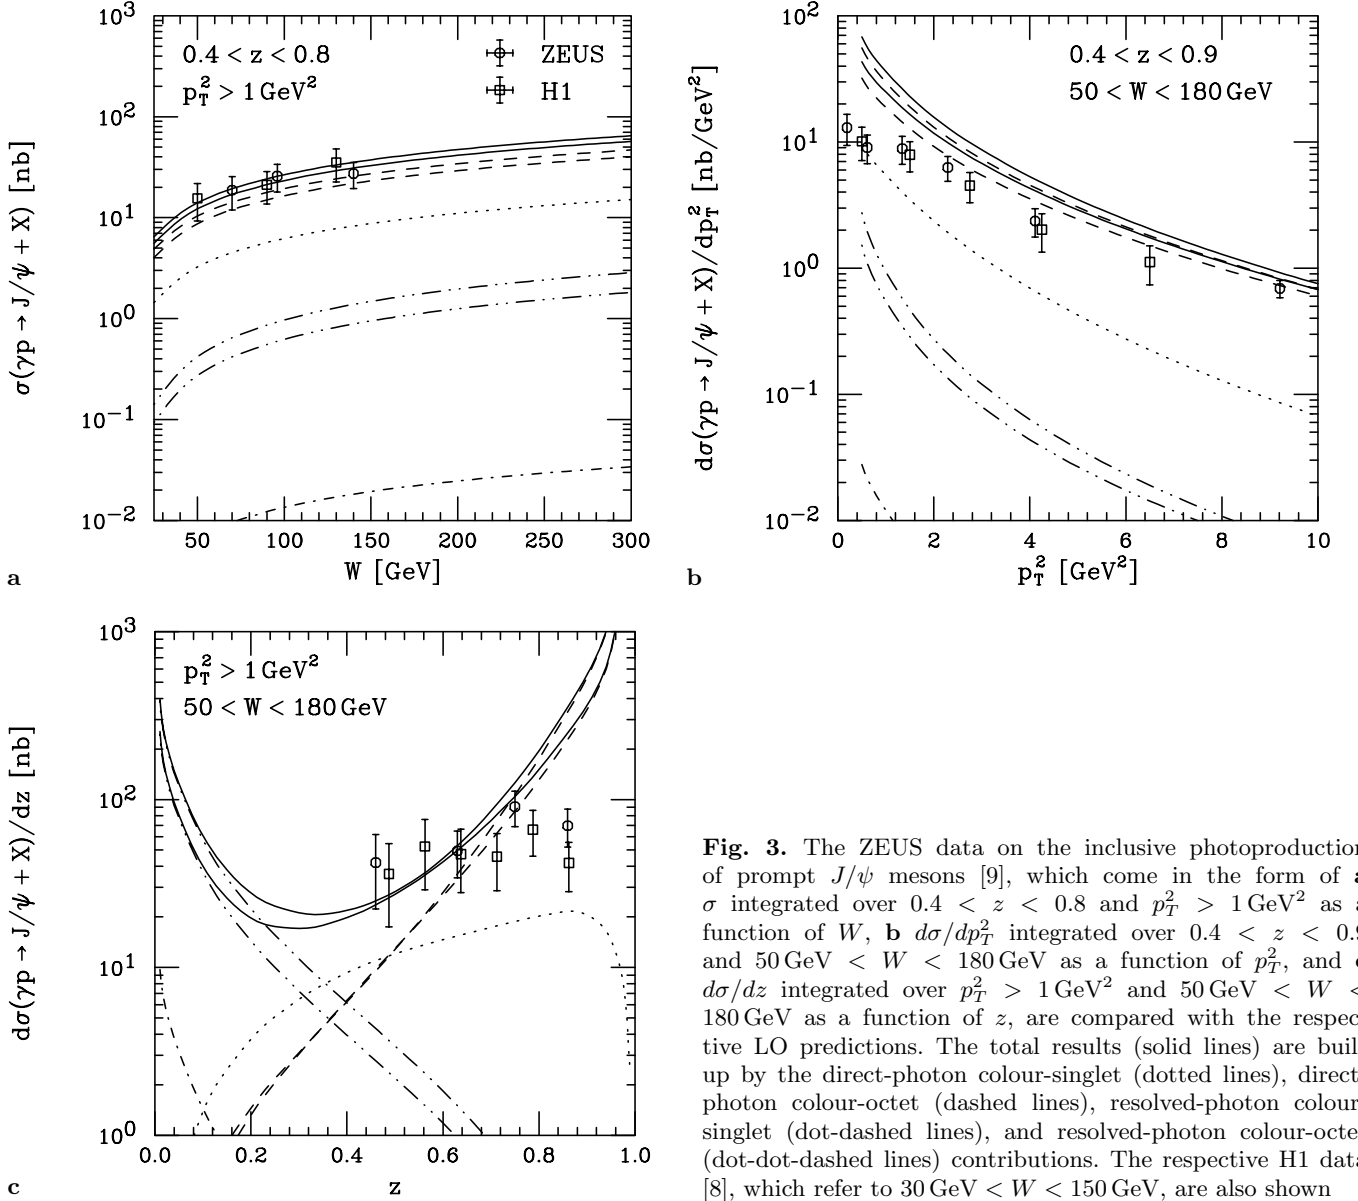 10^3
0.4 < z < 0.8
p_T^2 > 1 GeV^2
ZEUS
H1
10^2
10^1
10^0
10^-1
10^-2
σ(γp → J/ψ + X) [nb]
50 100 150 200 250 300
W [GeV]
a
10^2
0.4 < z < 0.9
50 < W < 180 GeV
10^1
10^0
10^-1
10^-2
dσ(γp → J/ψ + X)/dp_T^2 [nb/GeV^2]
0 2 4 6 8 10
p_T^2 [GeV^2]
b
10^3
p_T^2 > 1 GeV^2
50 < W < 180 GeV
10^2
10^1
10^0
dσ(γp → J/ψ + X)/dz [nb]
0.0 0.2 0.4 0.6 0.8 1.0
z
c
Fig. 3. The ZEUS data on the inclusive photoproduction
of prompt J/ψ mesons [9], which come in the form of a
σ integrated over 0.4 < z < 0.8 and p_T^2 > 1 GeV^2 as a
function of W, b dσ/dp_T^2 integrated over 0.4 < z < 0.9
and 50 GeV < W < 180 GeV as a function of p_T^2, and c
dσ/dz integrated over p_T^2 > 1 GeV^2 and 50 GeV < W <
180 GeV as a function of z, are compared with the respec-
tive LO predictions. The total results (solid lines) are buil
up by the direct-photon colour-singlet (dotted lines), direct-
photon colour-octet (dashed lines), resolved-photon colour-
singlet (dot-dashed lines), and resolved-photon colour-octe
(dot-dot-dashed lines) contributions. The respective H1 data
[8], which refer to 30 GeV < W < 150 GeV, are also shown